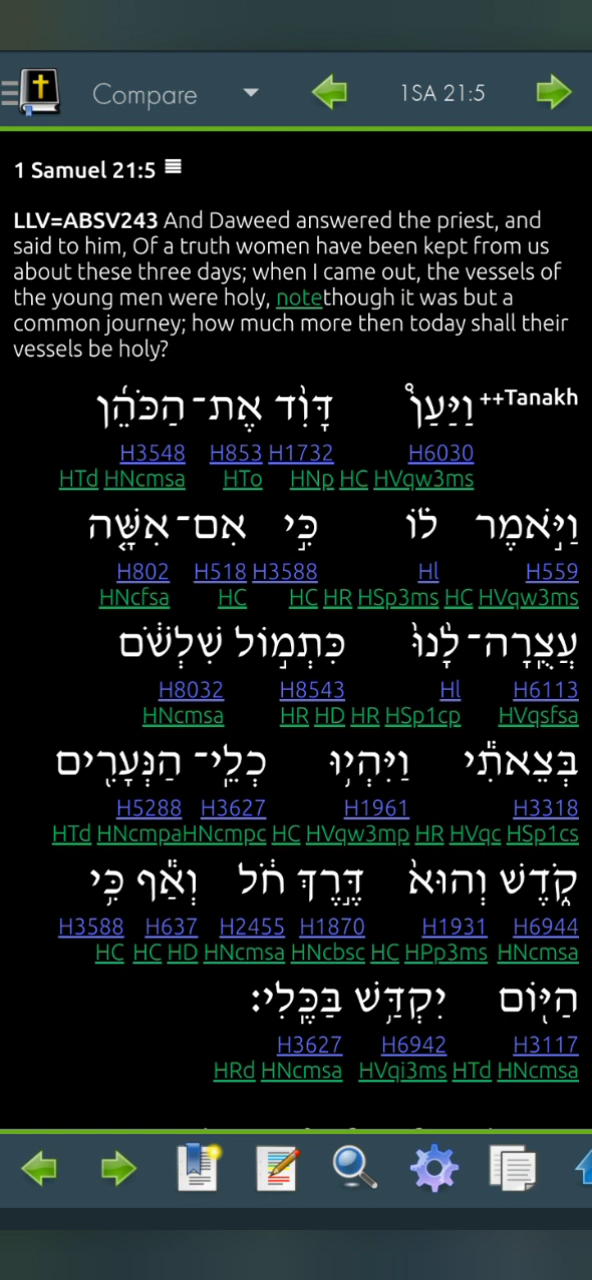 Compare
1SA 21:5
1 Samuel 21:5
LLV=ABSV243 And Daweed answered the priest, and
said to him, Of a truth women have been kept from us
about these three days; when I came out, the vessels of
the young men were holy, notethough it was but a
common journey; how much more then today shall their
vessels be holy?
++Tanakh וַיַּעַן֩ דָּוִ֨ד אֶת־הַכֹּהֵ֜ן
H3548 H853 H1732 H6030
HTd HNcmsa HTo HNp HC HVqw3ms
וַיֹּ֣אמֶר ל֗וֹ כִּ֣י אִם־אִשָּׁ֤ה
H802 H518 H3588 Hl H559
HNcfsa HC HC HR HSp3ms HC HVqw3ms
עֲצֻֽרָה־לָ֙נוּ֙ כִּתְמ֣וֹל שִׁלְשֹׁ֔ם
H8032 H8543 Hl H6113
HNcmsa HR HD HR HSp1cp HVqsfsa
בְּצֵאתִ֕י וַיִּהְי֥וּ כְלֵֽי־הַנְּעָרִ֖ים
H5288 H3627 H1961 H3318
HTd HNcmpaHNcmpc HC HVqw3mp HR HVqc HSp1cs
קֹ֑דֶשׁ וְהוּא֙ דֶּ֣רֶךְ חֹ֔ל וְאַ֕ף כִּ֥י
H3588 H637 H2455 H1870 H1931 H6944
HC HC HD HNcmsa HNcbsc HC HPp3ms HNcmsa
הַיּ֖וֹם יִקְדַּ֥שׁ בַּכֶּֽלִי׃
H3627 H6942 H3117
HRd HNcmsa HVqi3ms HTd HNcmsa